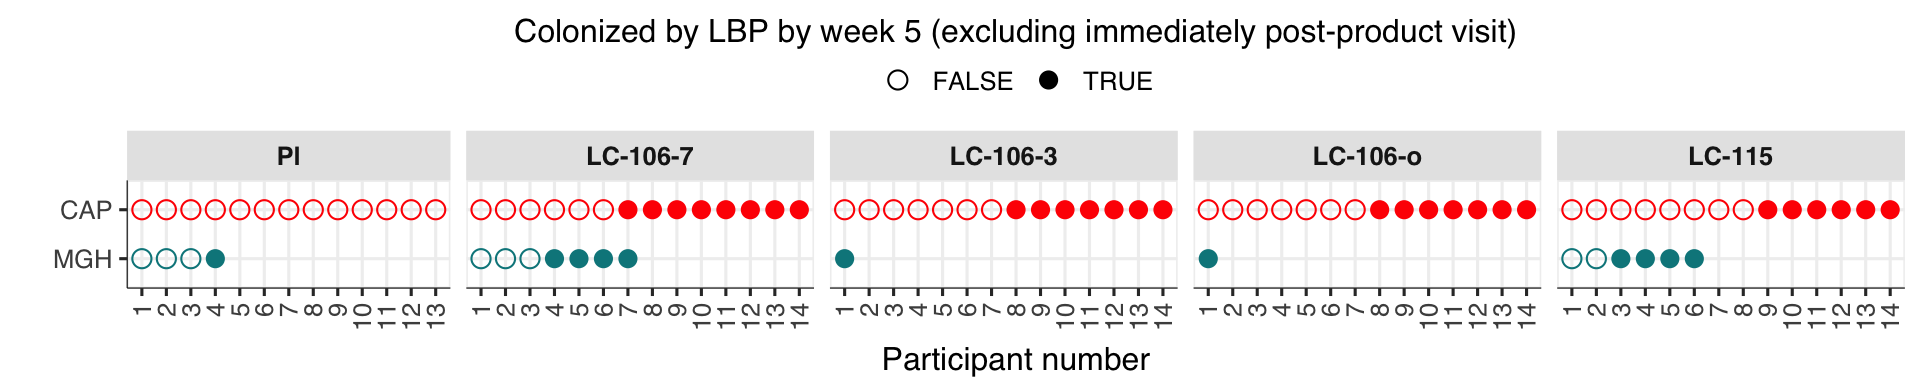 Colonized by LBP by week 5 (excluding immediately post-product visit)
FALSE TRUE
PI LC-106-7 LC-106-3 LC-106-o LC-115
CAP
MGH
1 2 3 4 5 6 7 8 9 10 11 12 13 1 2 3 4 5 6 7 8 9 10 11 12 13 14 1 2 3 4 5 6 7 8 9 10 11 12 13 14 1 2 3 4 5 6 7 8 9 10 11 12 13 14 1 2 3 4 5 6 7 8 9 10 11 12 13 14
Participant number